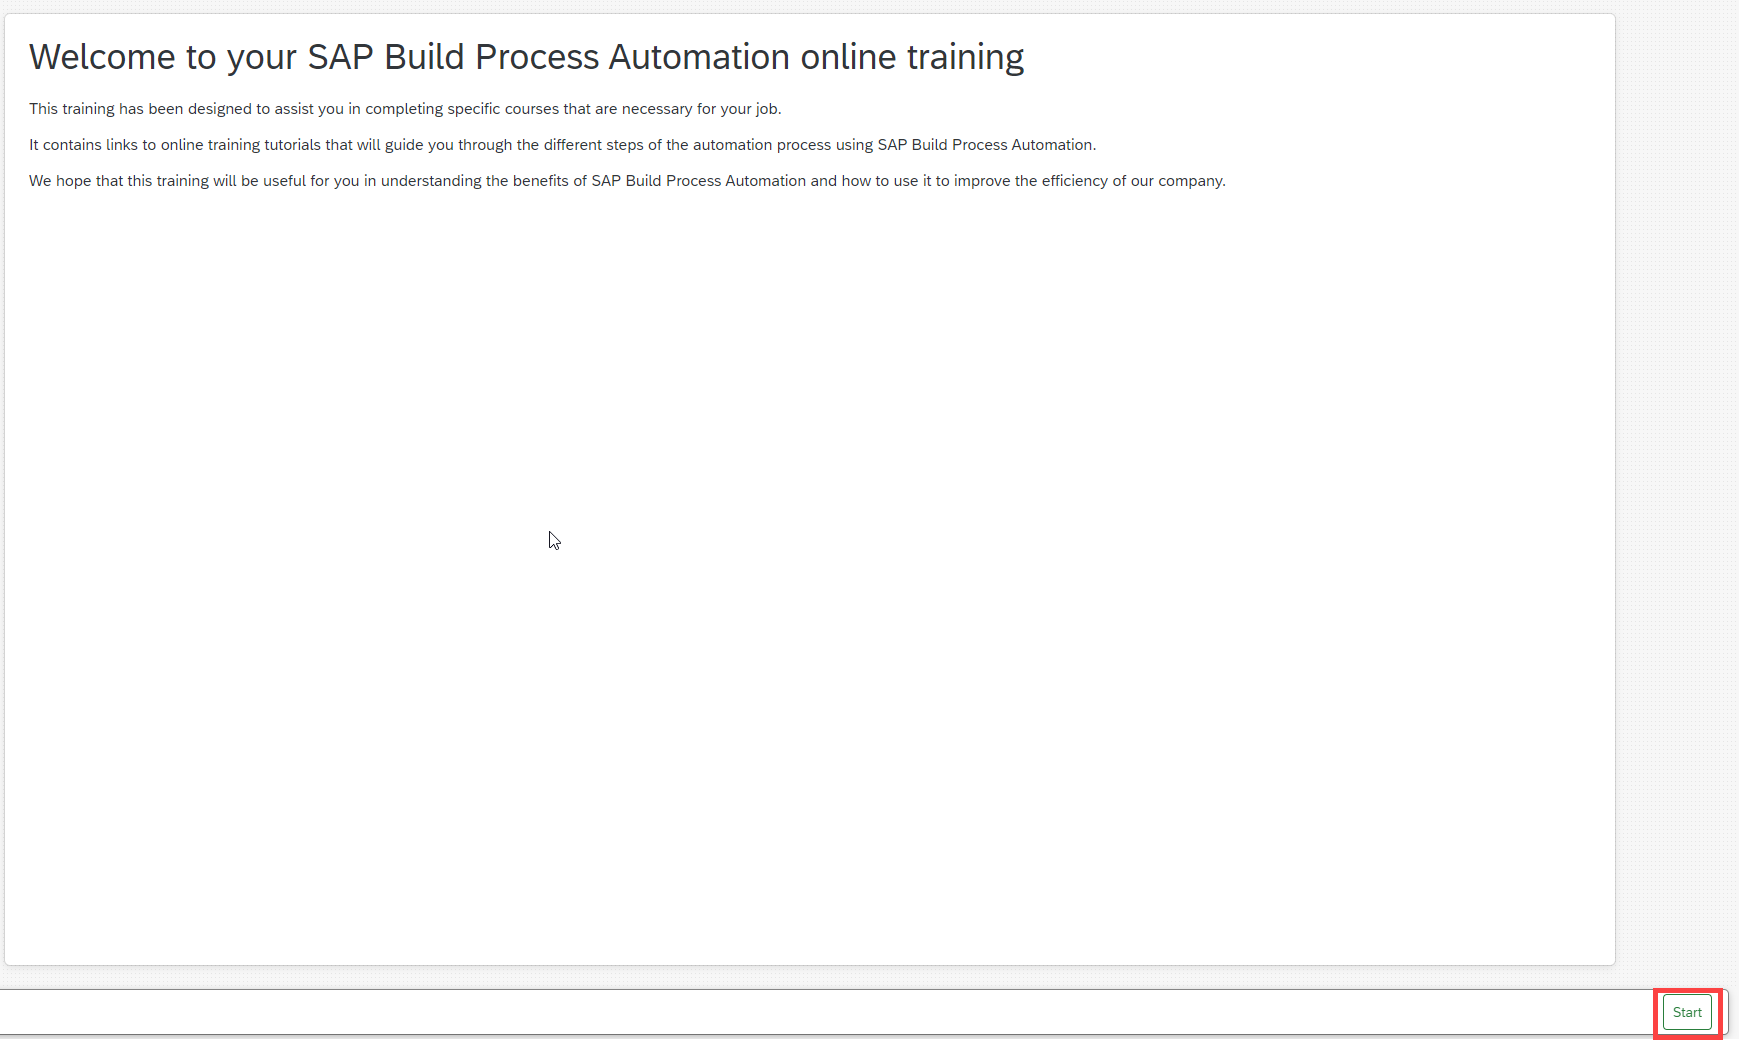 Welcome to your SAP Build Process Automation online training
This training has been designed to assist you in completing specific courses that are necessary for your job.
It contains links to online training tutorials that will guide you through the different steps of the automation process using SAP Build Process Automation.
We hope that this training will be useful for you in understanding the benefits of SAP Build Process Automation and how to use it to improve the efficiency of our company.
Start